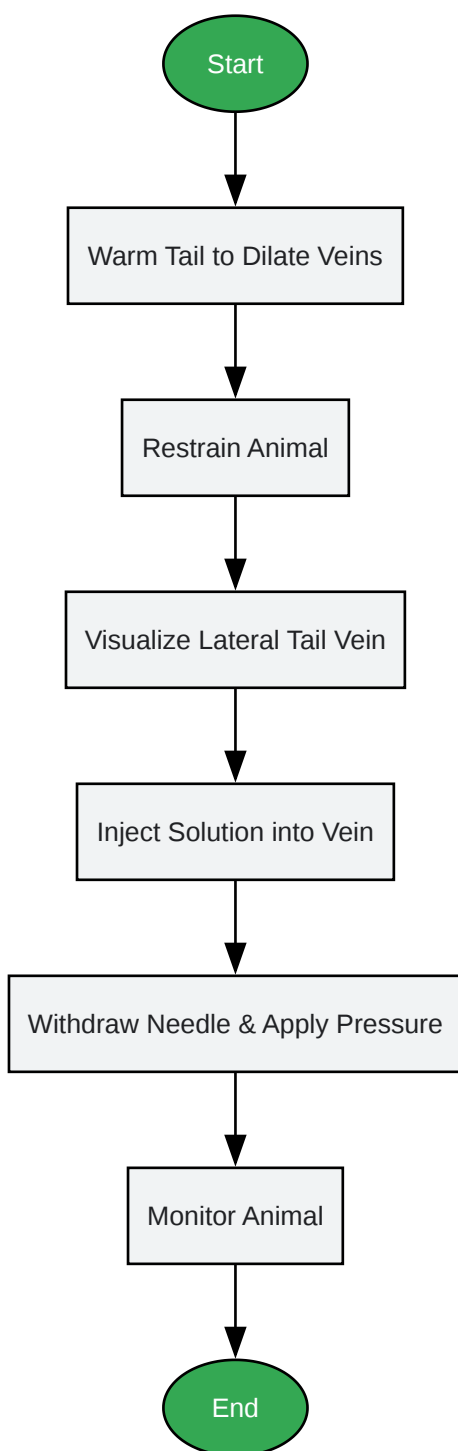 Start
Warm Tail to Dilate Veins
Restrain Animal
Visualize Lateral Tail Vein
Inject Solution into Vein
Withdraw Needle & Apply Pressure
Monitor Animal
End